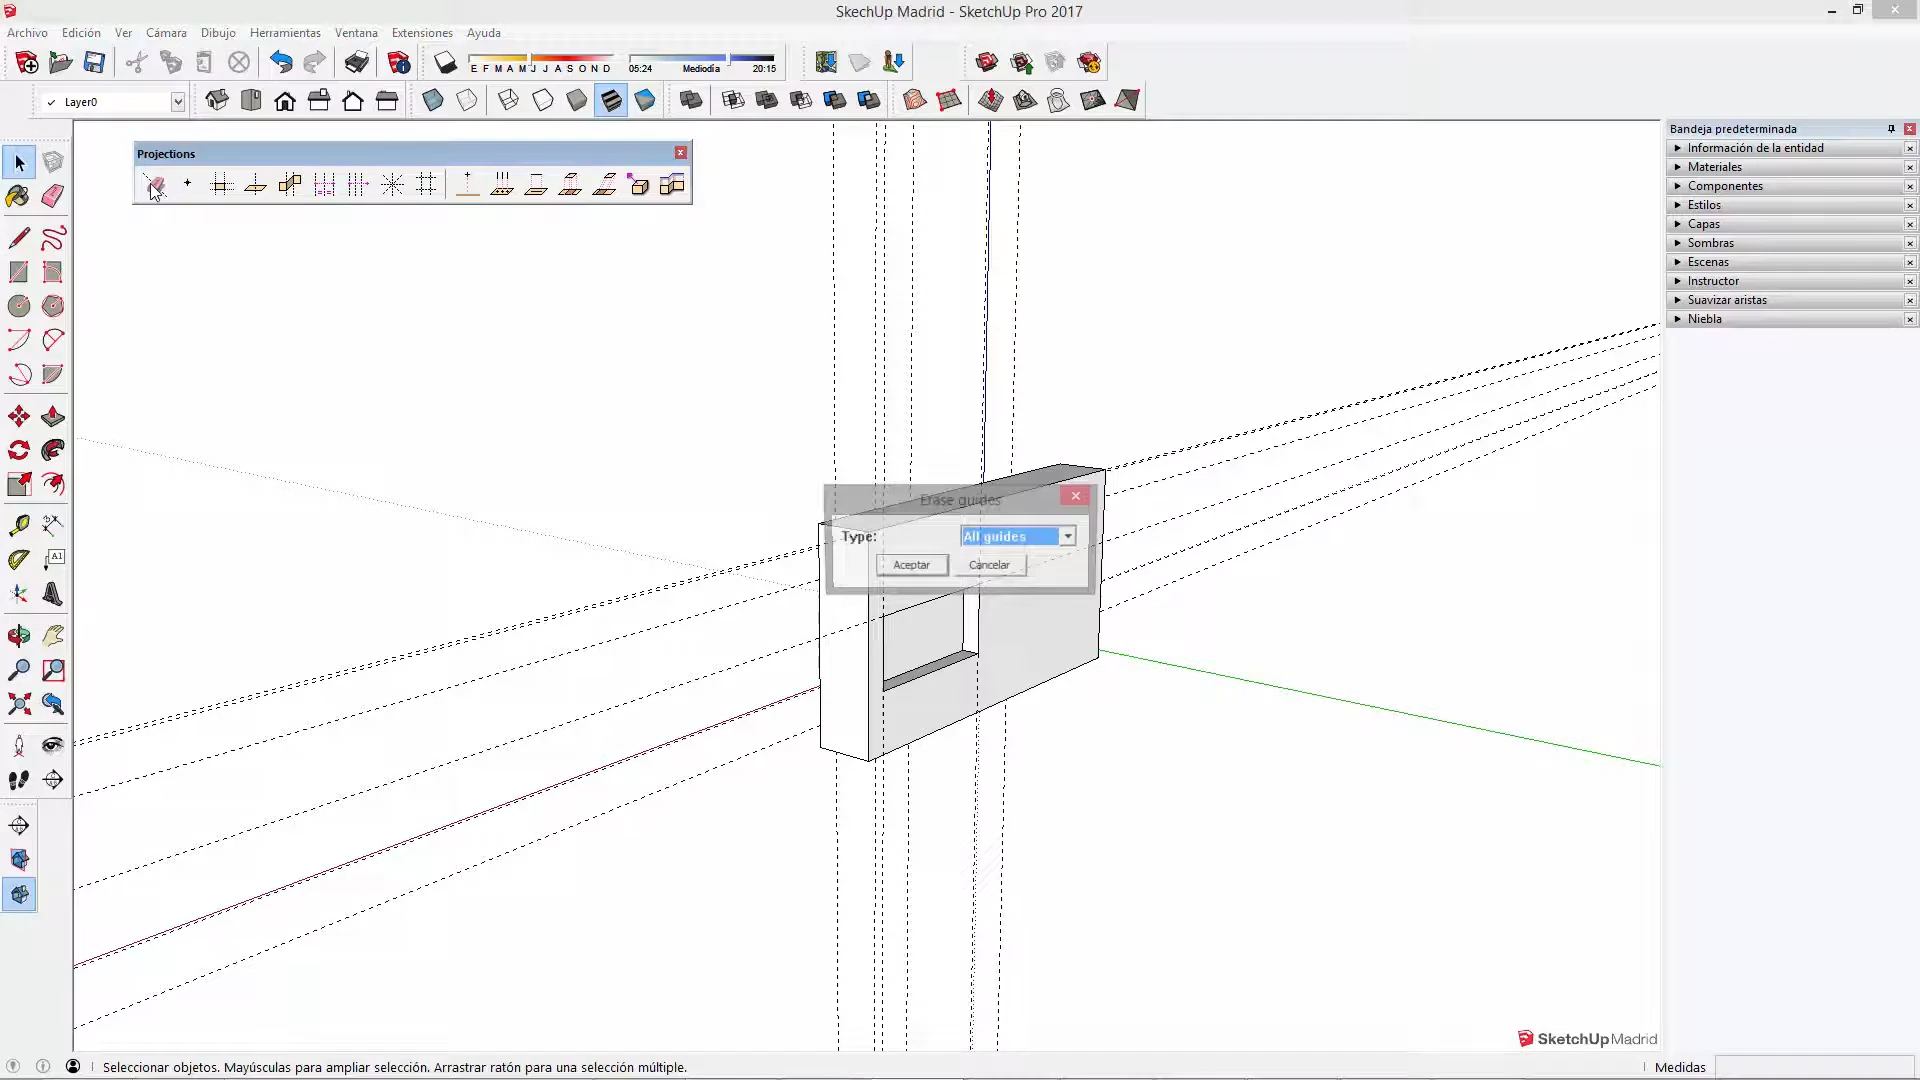 SkechUp Madrid - SketchUp Pro 2017
Archivo Edición Ver Cámara Dibujo Herramientas Ventana Extensiones Ayuda
E F M A M J J A S O N D 05:24 Mediodía 20:15
Layer0
Projections
Bandeja predeterminada
Información de la entidad
Materiales
Componentes
Estilos
Capas
Sombras
Escenas
Instructor
Suavizar aristas
Niebla
A1
Erase guides
Type: All guides
Aceptar Cancelar
SketchUpMadrid
Seleccionar objetos. Mayúsculas para ampliar selección. Arrastrar ratón para una selección múltiple.
Medidas